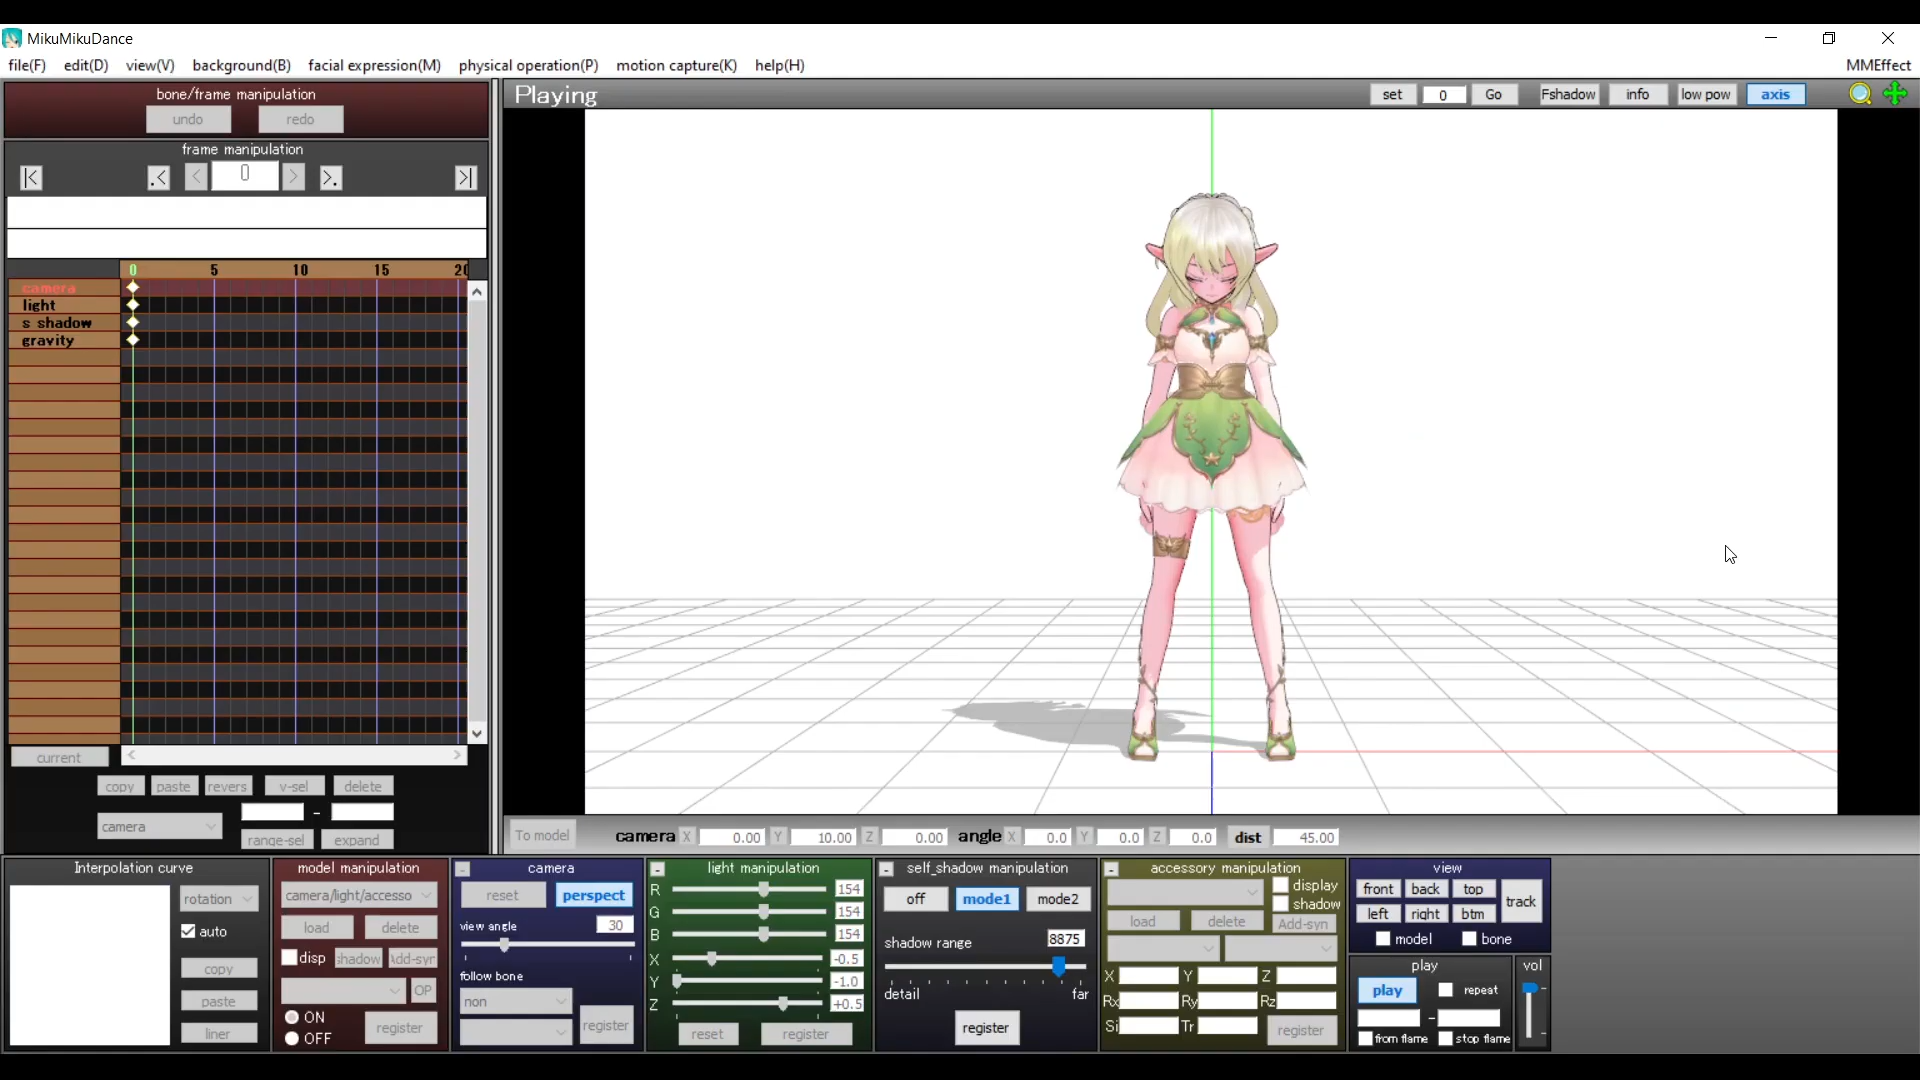 MikuMikuDance
file(F) edit(D) view(V) background(B) facial expression(M) physical operation(P) motion capture(K) help(H) MMEffect
bone/frame manipulation
undo redo
frame manipulation
|< .< < 0 > >. >|
0 5 10 15 20
camera
light
s shadow
gravity
current < >
copy paste revers v-sel delete
camera -
range-sel expand
Playing set 0 Go Fshadow info low pow axis
To model camera X 0.00 Y 10.00 Z 0.00 angle X 0.0 Y 0.0 Z 0.0 dist 45.00
Interpolation curve
rotation
auto
copy
paste
liner
model manipulation
camera/light/accesso
load delete
disp shadow Add-syn
OP
ON
OFF register
- camera
reset perspect
view angle 30
follow bone
non
register
- light manipulation
R 154
G 154
B 154
X -0.5
Y -1.0
Z +0.5
reset register
- self_shadow manipulation
off mode1 mode2
shadow range 8875
detail far
register
- accessory manipulation
display
shadow
load delete Add-syn
X Y Z
Rx Ry Rz
Si Tr register
view
front back top
left right btm track
model bone
play
play repeat
-
from flame stop flame
vol